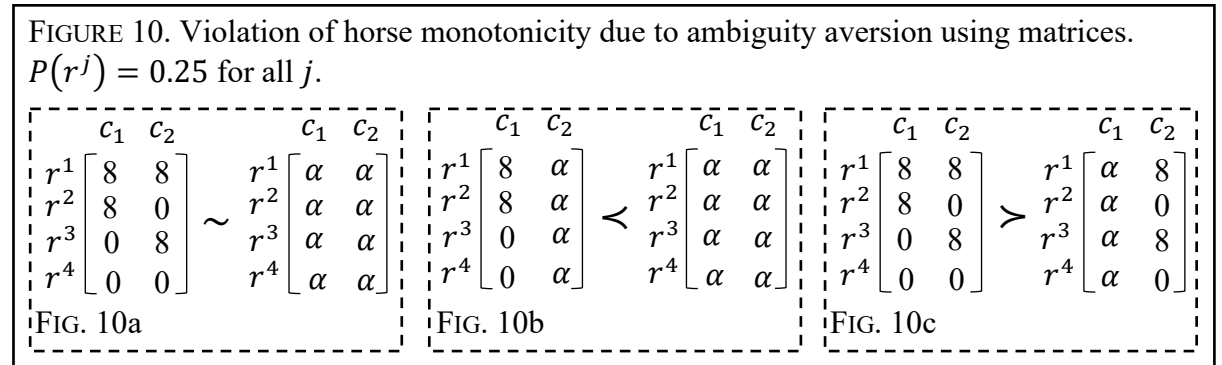 FIGURE 10. Violation of horse monotonicity due to ambiguity aversion using matrices.
P(r^j) = 0.25 for all j.
c₁ c₂ c₁ c₂ c₁ c₂ c₁ c₂ c₁ c₂ c₁ c₂
r¹ 8 8 r¹ α α r¹ 8 α r¹ α α r¹ 8 8 r¹ α 8
r² 8 0 r² α α r² 8 α r² α α r² 8 0 r² α 0
∼ ≺ ≻
r³ 0 8 r³ α α r³ 0 α r³ α α r³ 0 8 r³ α 8
r⁴ 0 0 r⁴ α α r⁴ 0 α r⁴ α α r⁴ 0 0 r⁴ α 0
FIG. 10a FIG. 10b FIG. 10c